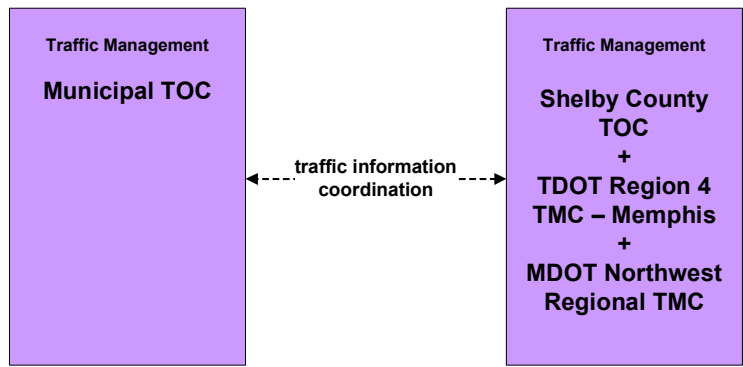 Traffic Management
Municipal TOC
traffic information
coordination
Traffic Management
Shelby County
TOC
+
TDOT Region 4
TMC – Memphis
+
MDOT Northwest
Regional TMC